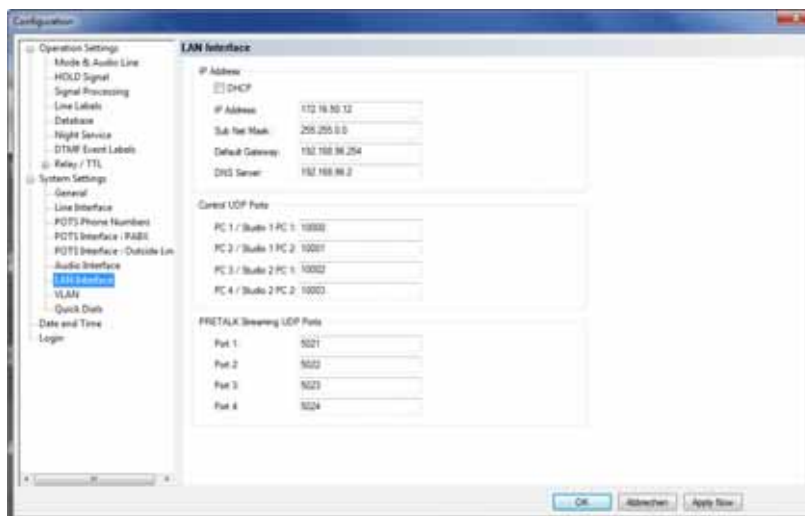 Configuration
Operation Settings
Mode & Audio Line
HOLD Signal
Signal Processing
Line Labels
Database
Night Service
DTMF Event Labels
Relay / TTL
System Settings
General
Line Interface
POTS Phone Numbers
POTS Interface - PABX
POTS Interface - Outside Lin
Audio Interface
LAN Interface
VLAN
Quick Dials
Date and Time
Login
LAN Interface
IP Address
DHCP
IP Address: 172.16.50.12
Sub Net Mask: 255.255.0.0
Default Gateway: 192.168.96.254
DNS Server: 192.168.96.2
Control UDP Ports
PC 1 / Studio 1 PC 1: 10000
PC 2 / Studio 1 PC 2: 10001
PC 3 / Studio 2 PC 1: 10002
PC 4 / Studio 2 PC 2: 10003
PRETALK Streaming UDP Ports
Port 1: 5021
Port 2: 5022
Port 3: 5023
Port 4: 5024
OK Abbrechen Apply Now